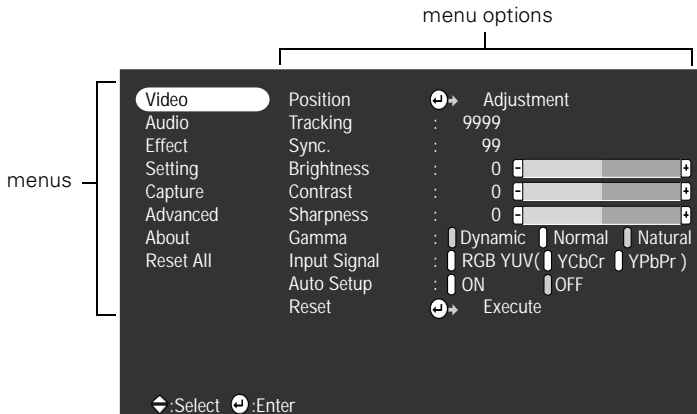 menu options
menus
Video Position Adjustment
Audio Tracking : 9999
Effect Sync. : 99
Setting Brightness : 0 - +
Capture Contrast : 0 - +
Advanced Sharpness : 0 - +
About Gamma : Dynamic Normal Natural
Reset All Input Signal : RGB YUV( YCbCr YPbPr )
Auto Setup : ON OFF
Reset Execute
:Select :Enter